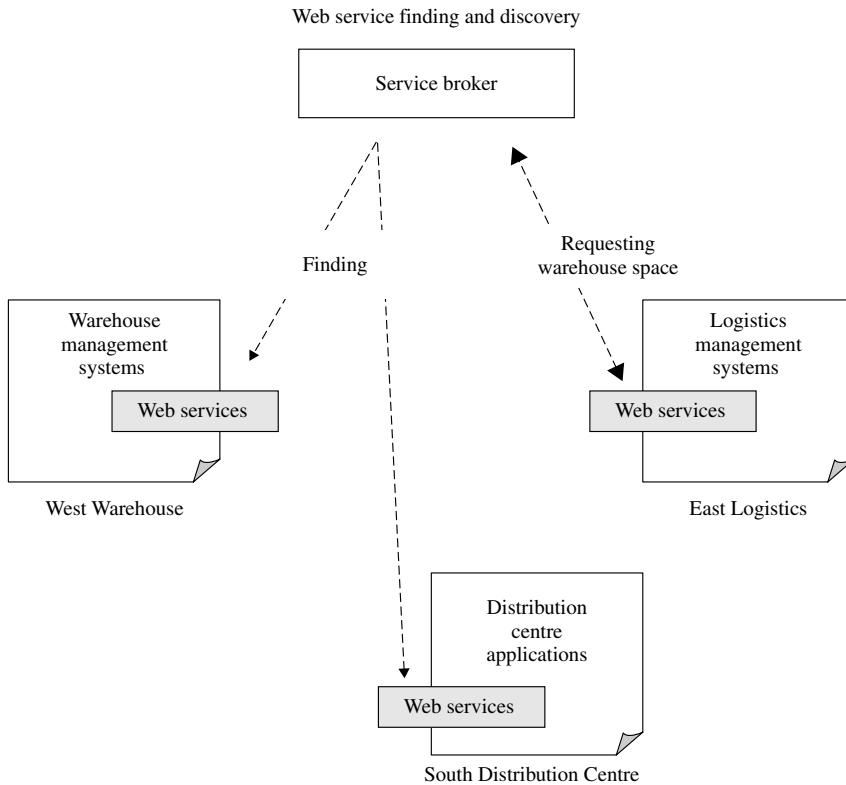 Web service finding and discovery
Service broker
Finding
Requesting
warehouse space
Warehouse
management
systems
Web services
West Warehouse
Logistics
management
systems
Web services
East Logistics
Distribution
centre
applications
Web services
South Distribution Centre